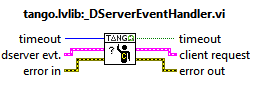 tango.lvlib:_DServerEventHandler.vi
timeout timeout
TANGO
dserver evt. ? client request
error in error out